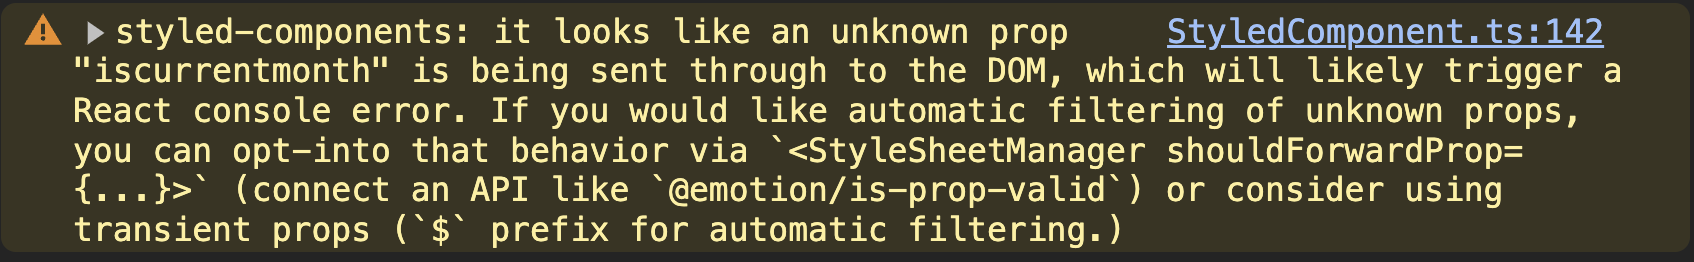 styled-components: it looks like an unknown prop StyledComponent.ts:142
"iscurrentmonth" is being sent through to the DOM, which will likely trigger a
React console error. If you would like automatic filtering of unknown props,
you can opt-into that behavior via `<StyleSheetManager shouldForwardProp=
{...}>` (connect an API like `@emotion/is-prop-valid`) or consider using
transient props (`$` prefix for automatic filtering.)